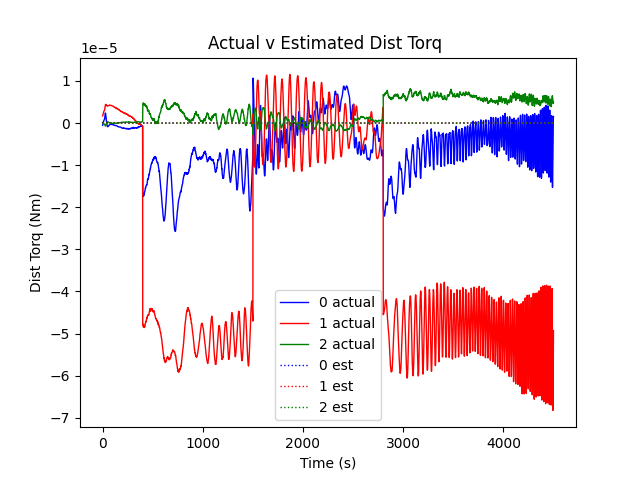 Actual v Estimated Dist Torq
1e−5
1
0
−1
−2
−3
−4
−5
−6
−7
Dist Torq (Nm)
0 actual
1 actual
2 actual
0 est
1 est
2 est
0 1000 2000 3000 4000
Time (s)